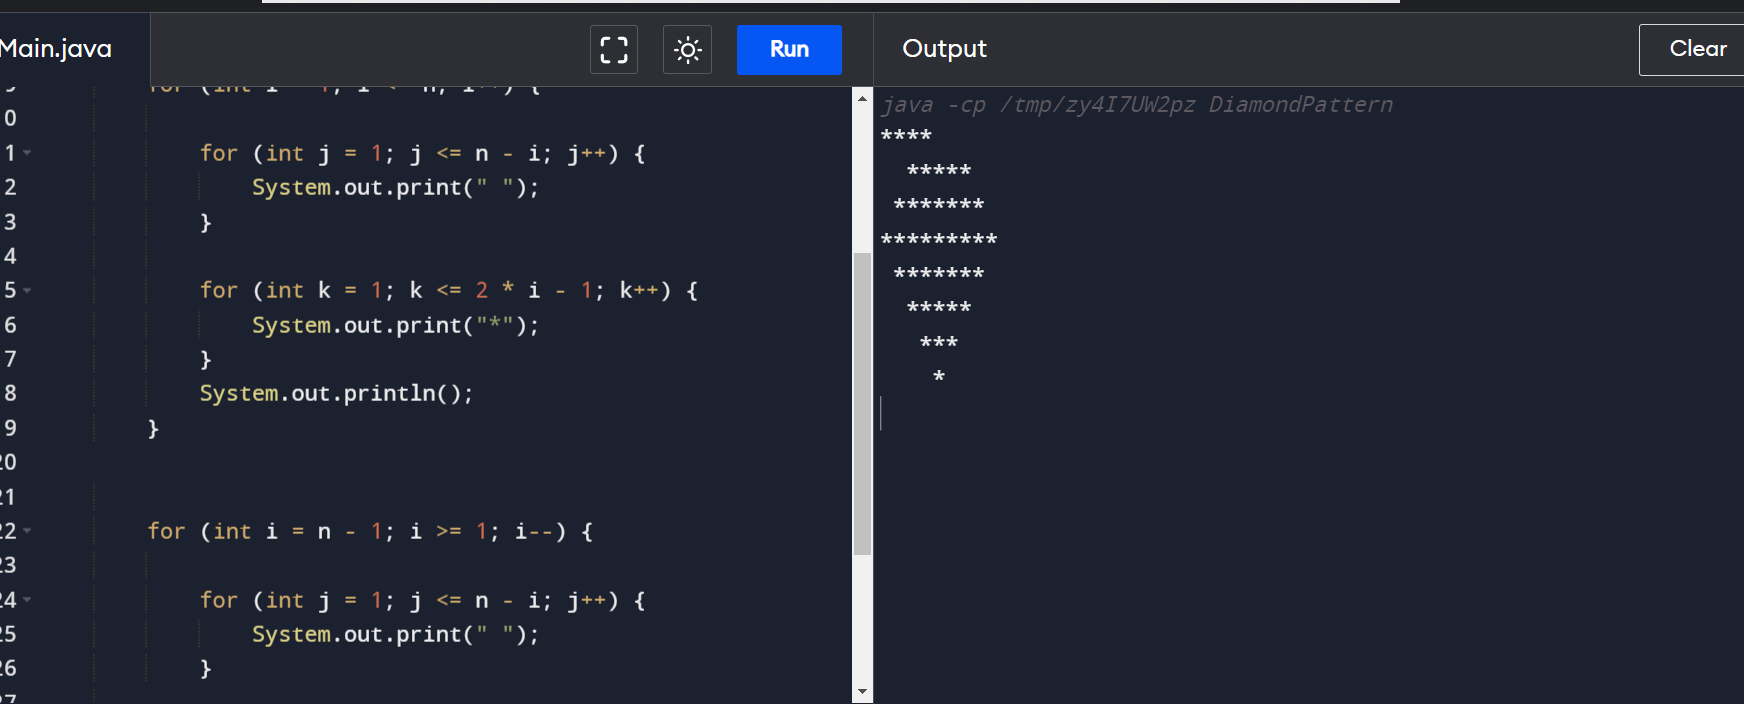 Main.java
Run
Output
Clear
for (int i = 1; i <= n; i++) {
0
1 for (int j = 1; j <= n - i; j++) {
2 System.out.print(" ");
3 }
4
5 for (int k = 1; k <= 2 * i - 1; k++) {
6 System.out.print("*");
7 }
8 System.out.println();
9 }
20
21
22 for (int i = n - 1; i >= 1; i--) {
23
24 for (int j = 1; j <= n - i; j++) {
25 System.out.print(" ");
26 }
27
java -cp /tmp/zy4I7UW2pz DiamondPattern
****
  *****
 *******
*********
 *******
  *****
   ***
    *